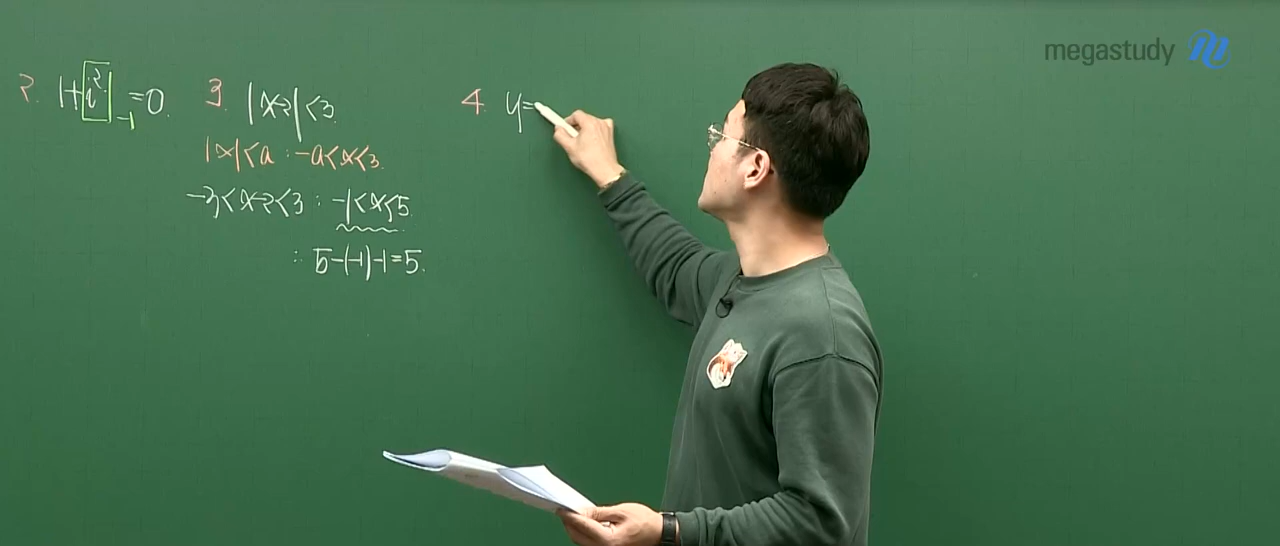 megastudy
2. 1+i² =0.
-1
3. |x-2|<3.
|x|<a : -a<x<3.
-3<x-2<3 : -1<x<5.
: 5-(-1)-1=5.
4. y=